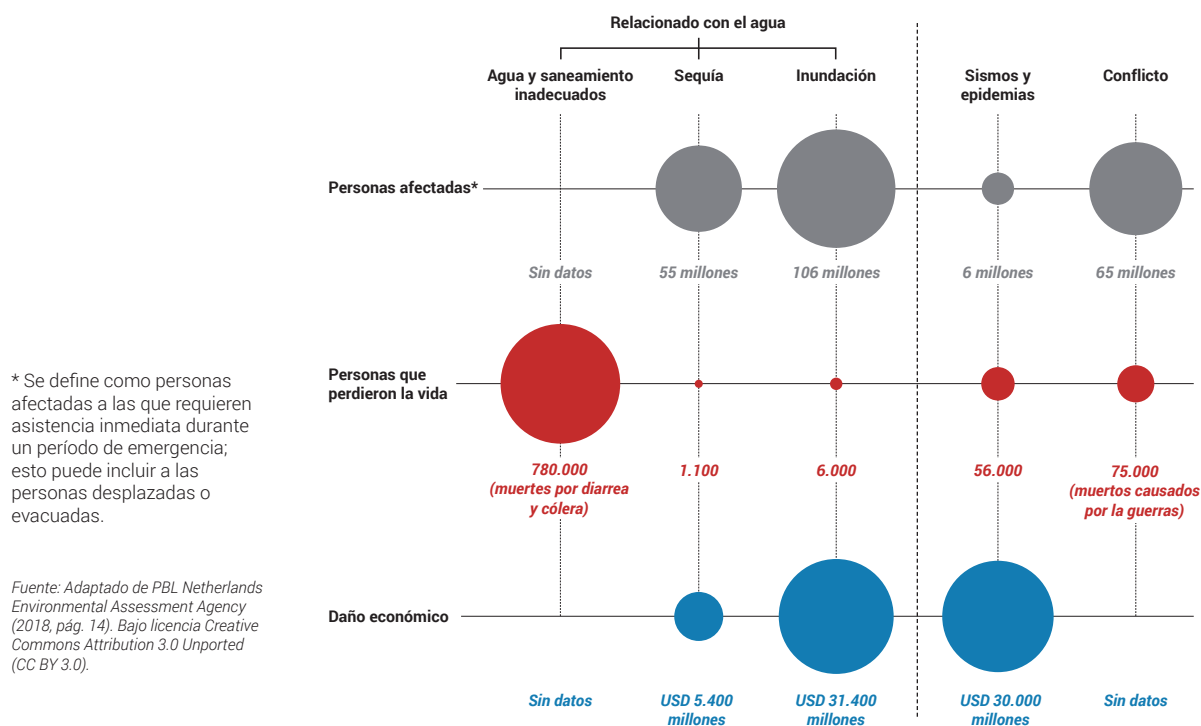 Relacionado con el agua
Agua y saneamiento
inadecuados
Sequía
Inundación
Sismos y
epidemias
Conflicto
Personas afectadas*
Sin datos
55 millones
106 millones
6 millones
65 millones
Personas que
perdieron la vida
780.000
(muertes por diarrea
y cólera)
1.100
6.000
56.000
75.000
(muertos causados
por la guerras)
Daño económico
Sin datos
USD 5.400
millones
USD 31.400
millones
USD 30.000
millones
Sin datos
* Se define como personas
afectadas a las que requieren
asistencia inmediata durante
un período de emergencia;
esto puede incluir a las
personas desplazadas o
evacuadas.
Fuente: Adaptado de PBL Netherlands
Environmental Assessment Agency
(2018, pág. 14). Bajo licencia Creative
Commons Attribution 3.0 Unported
(CC BY 3.0).